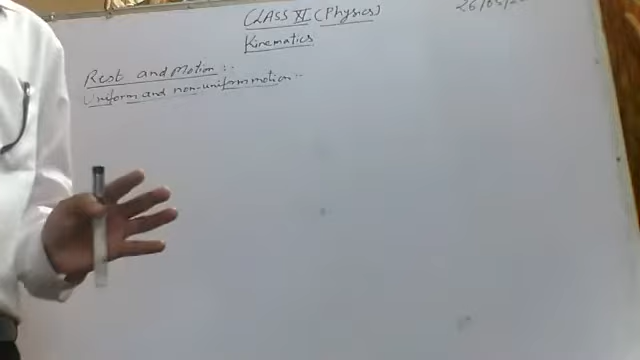 CLASS XI (Physics)
Kinematics
Rest and Motion :-
Uniform and non-uniform motion :-